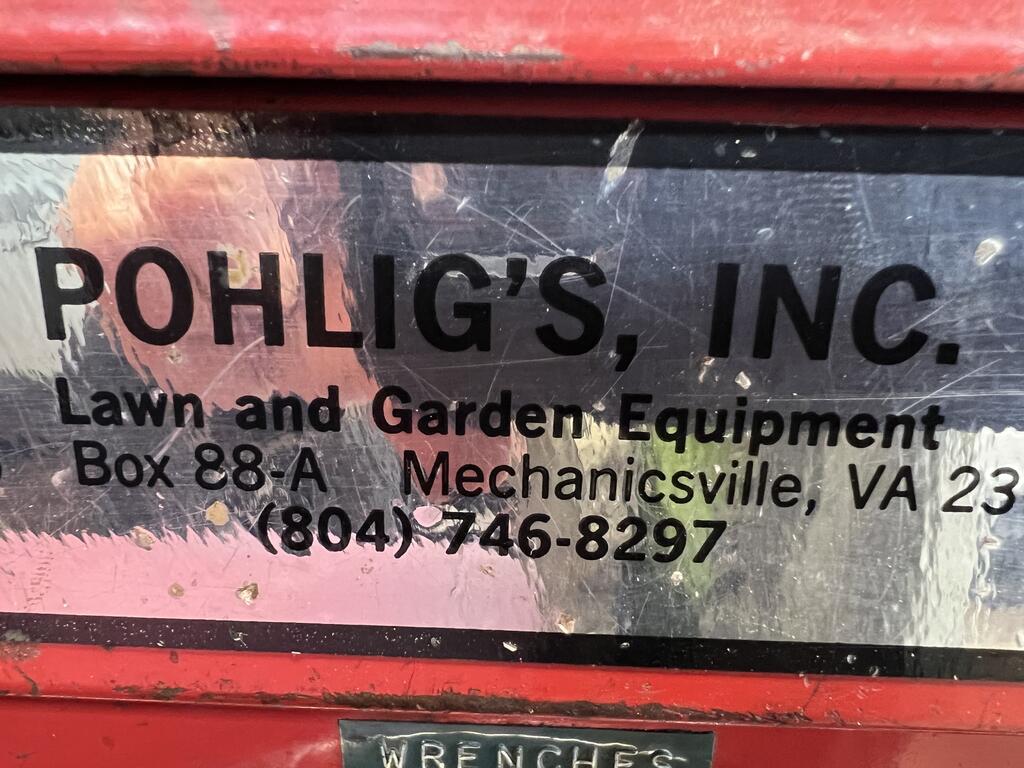 POHLIG'S, INC.
Lawn and Garden Equipment
Box 88-A Mechanicsville, VA 23
(804) 746-8297
WRENCHES